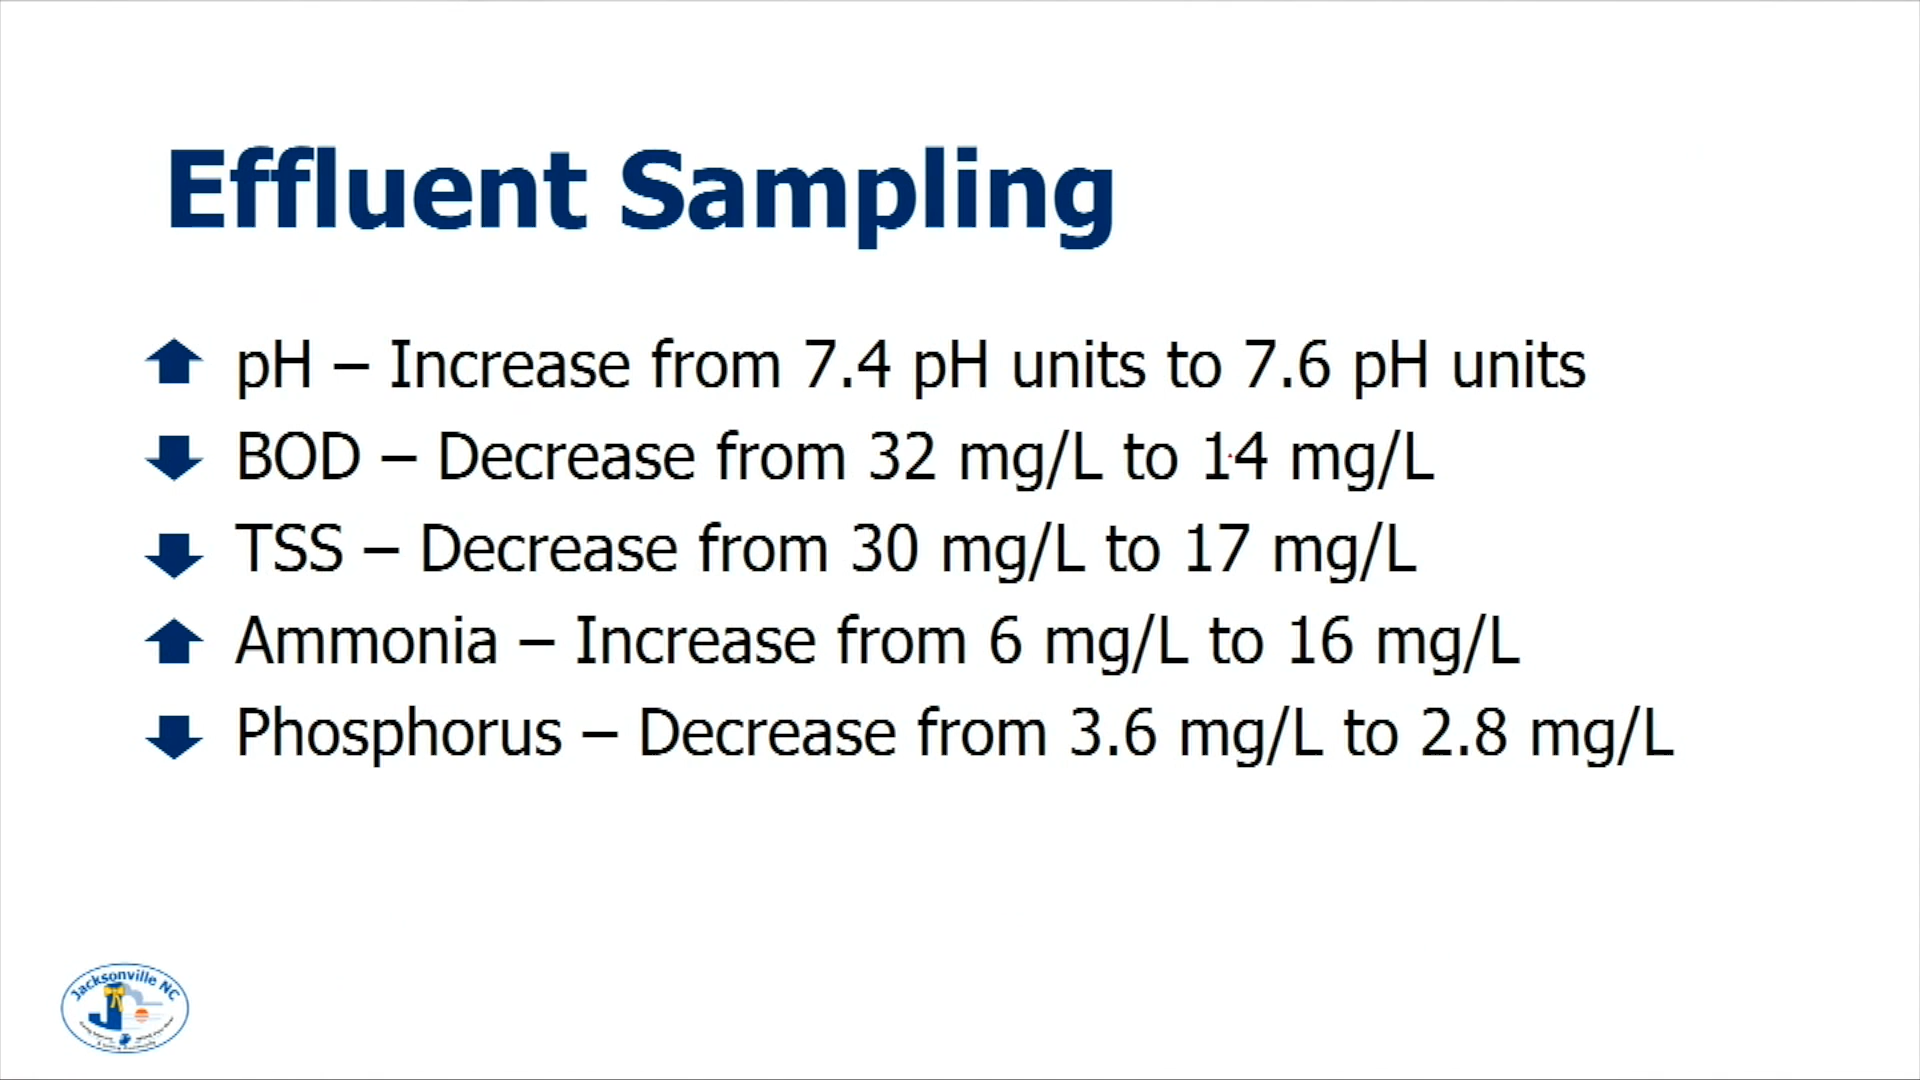 Effluent Sampling
pH – Increase from 7.4 pH units to 7.6 pH units
BOD – Decrease from 32 mg/L to 14 mg/L
TSS – Decrease from 30 mg/L to 17 mg/L
Ammonia – Increase from 6 mg/L to 16 mg/L
Phosphorus – Decrease from 3.6 mg/L to 2.8 mg/L
Jacksonville NC